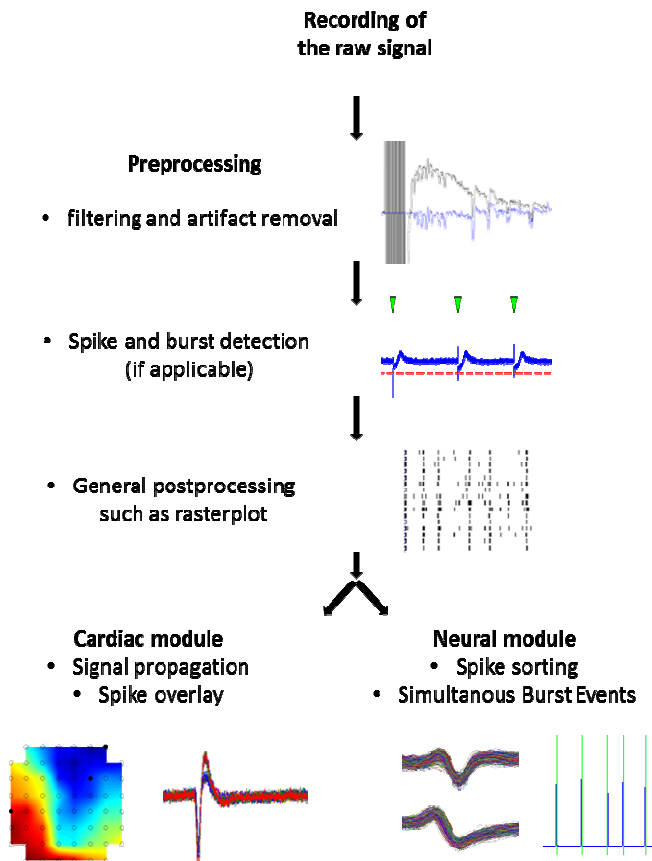 Recording of
the raw signal
Preprocessing
• filtering and artifact removal
• Spike and burst detection
(if applicable)
• General postprocessing
such as rasterplot
Cardiac module
• Signal propagation
• Spike overlay
Neural module
• Spike sorting
• Simultanous Burst Events